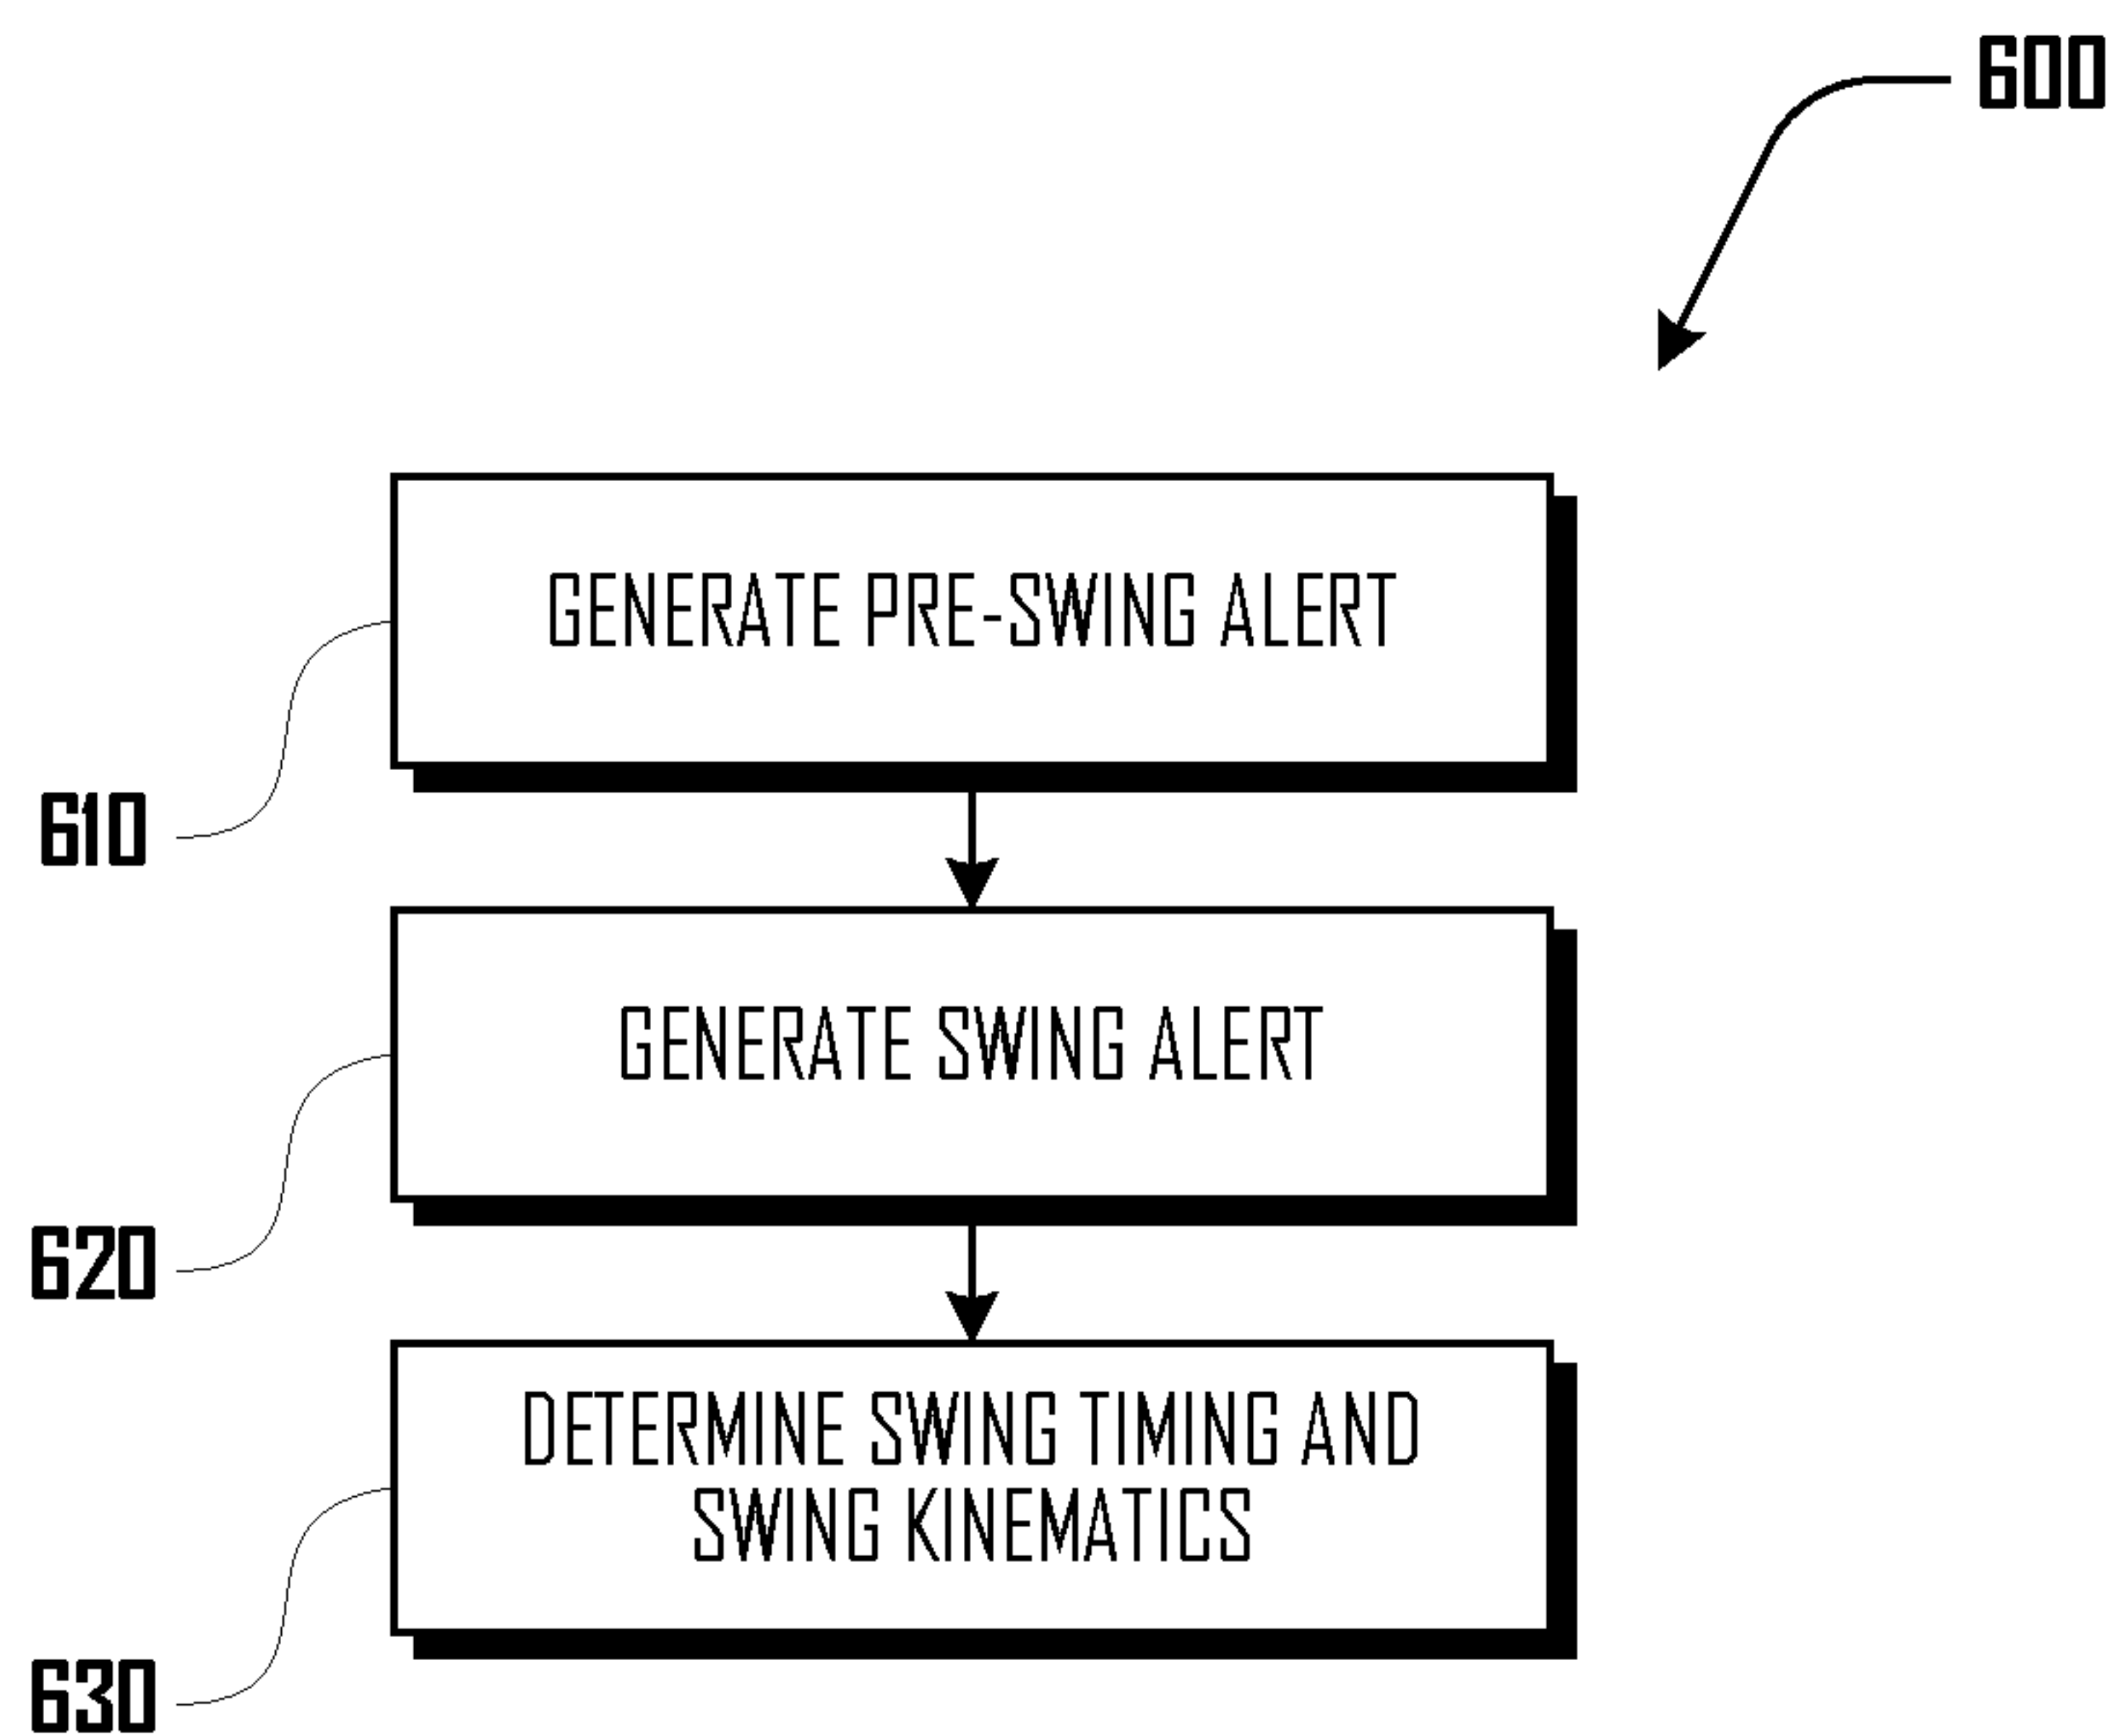 600
GENERATE PRE-SWING ALERT
610
GENERATE SWING ALERT
620
DETERMINE SWING TIMING AND
SWING KINEMATICS
630